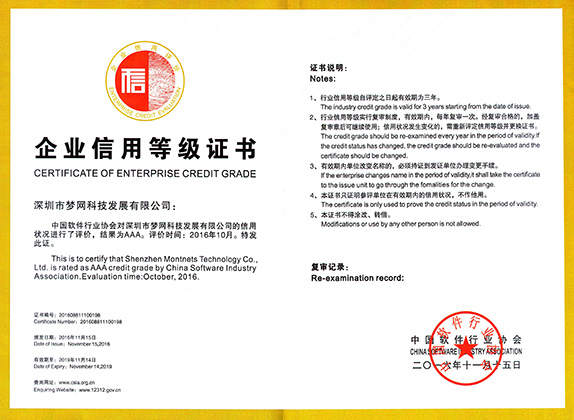 企业信用评价
信
ENTERPRISE CREDIT EVALUATION
企业信用等级证书
CERTIFICATE OF ENTERPRISE CREDIT GRADE
深圳市梦网科技发展有限公司：
中国软件行业协会对深圳市梦网科技发展有限公司的信用
状况进行了评价，结果为AAA。评价时间：2016年10月。特发
此证。
This is to certify that Shenzhen Montnets Technology Co.,
Ltd. is rated as AAA credit grade by China Software Industry
Association.Evaluation time:October, 2016.
证书编号：201608811100198
Certificate Number: 201608811100198
颁发日期：2016年11月15日
Date of Issue: November15,2016
有效期至：2019年11月14日
Date of Expiry: November14,2019
查询网址：www.csia.org.cn
Enquiring Website: www.12312.gov.cn
证书说明：
Notes:
1、行业信用等级自评定之日起有效期为三年。
The industry credit grade is valid for 3 years starting from the date of issue.
2、行业信用等级实行复审制度，有效期内，每年复审一次。经复审合格的，加盖
复审章后可继续使用；信用状况发生变化的，需重新评定信用等级并更换证书。
The credit grade should be re-examined every year in the period of validity.If
the credit status has changed, the credit grade should be re-evaluated and the
certificate should be changed.
3、有效期内单位改变名称的，必须持证到发证单位办理变更手续。
If the enterprise changes name in the period of validity,it shall take the certificate
to the issue unit to go through the fomalities for the change.
4、本证书只证明参评单位在有效期内的信用状况，不作他用。
The certificate is only used to prove the credit status in the period of validity.
5、本证书不得涂改、转借。
Modifications or use by any other person is not allowed.
复审记录：
Re-examination record:
中国软件行业协会
CHINA SOFTWARE INDUSTRY ASSOCIATION
二〇一六年十一月十五日